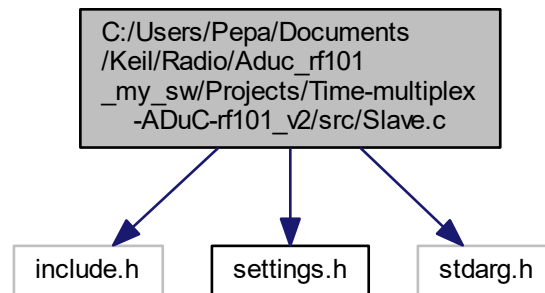 C:/Users/Pepa/Documents
/Keil/Radio/Aduc_rf101
_my_sw/Projects/Time-multiplex
-ADuC-rf101_v2/src/Slave.c
include.h
settings.h
stdarg.h